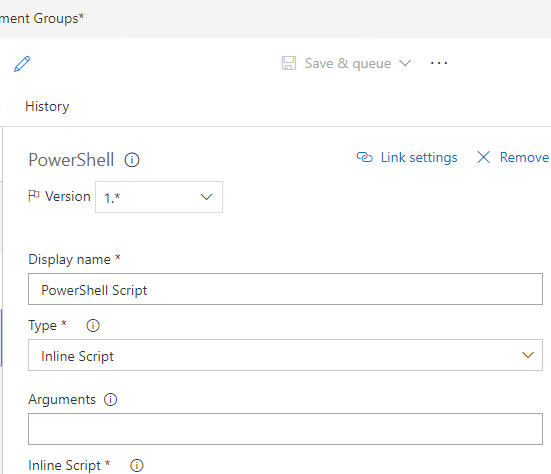 ment Groups*
Save & queue ...
History
PowerShell Link settings Remove
Version 1.*
Display name *
PowerShell Script
Type *
Inline Script
Arguments
Inline Script *